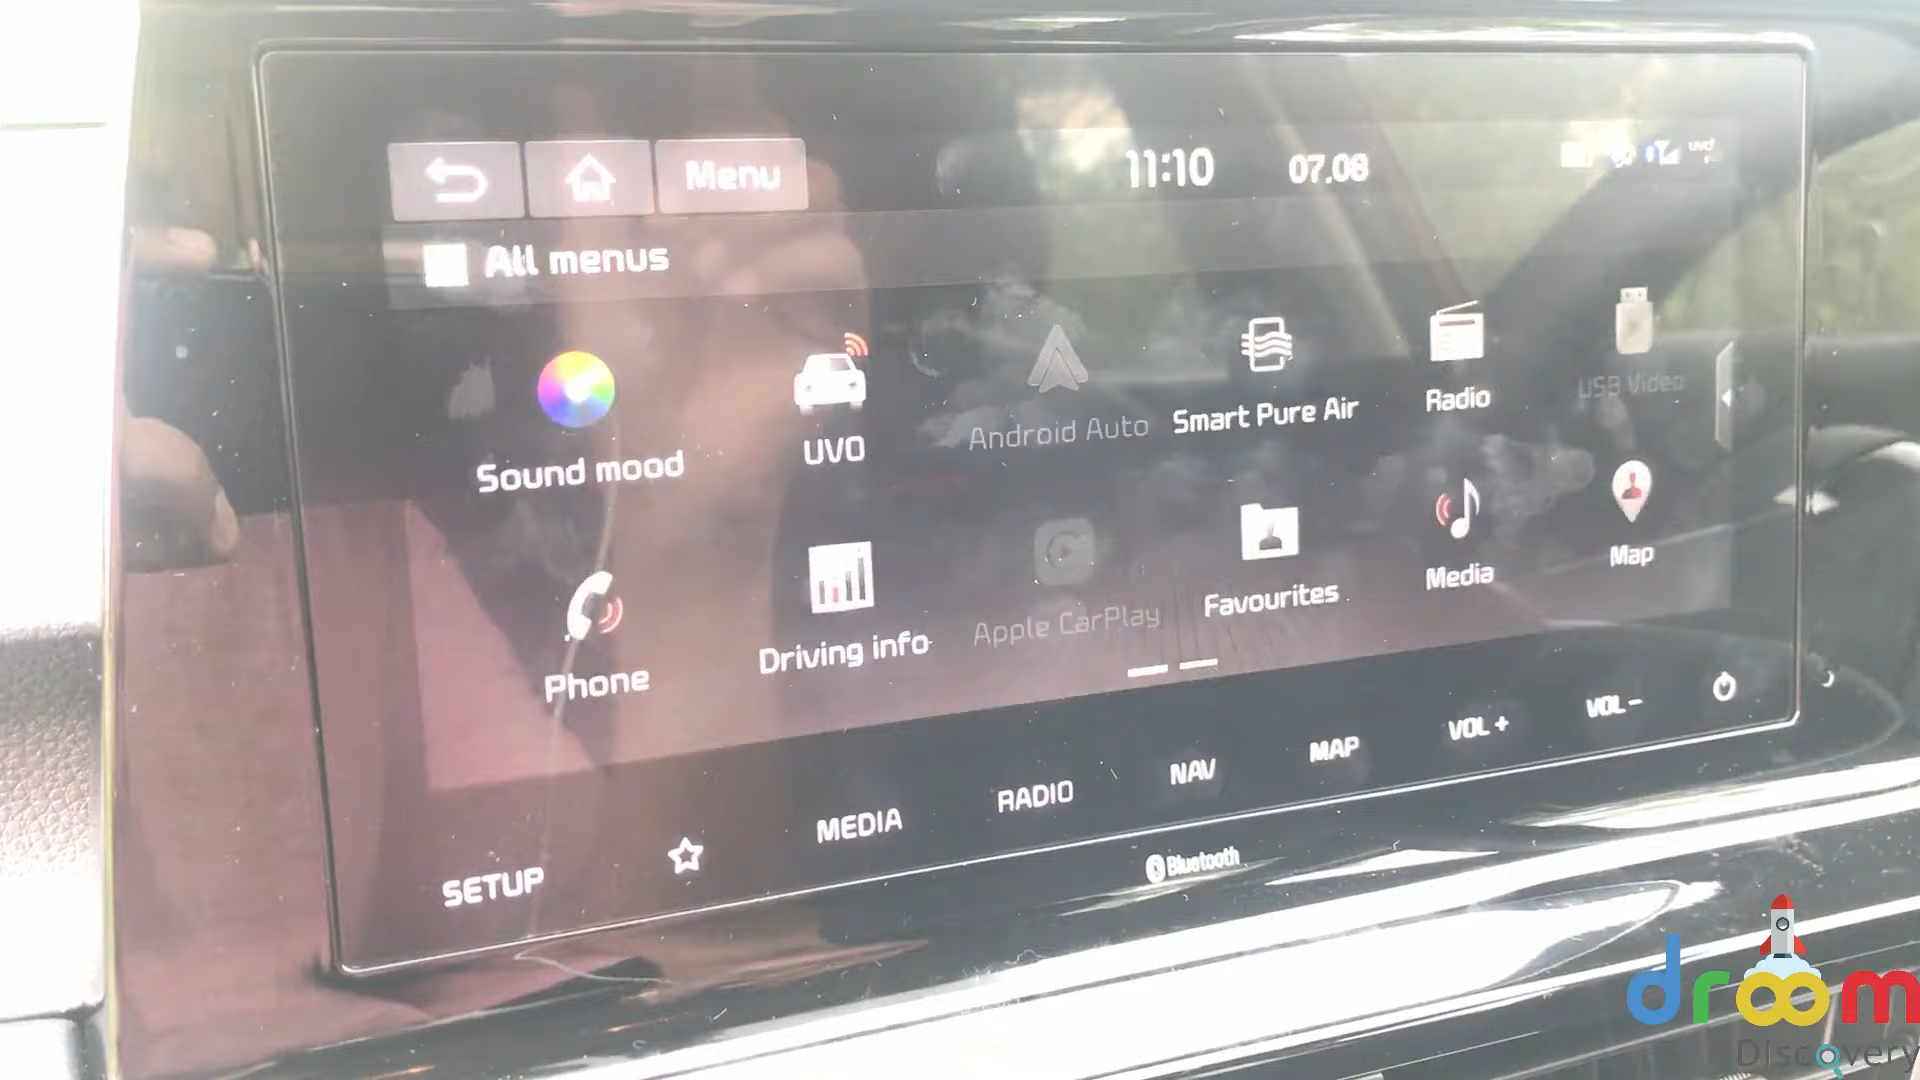 Menu
11:10
07.08
UVO
All menus
Sound mood
UVO
Android Auto
Smart Pure Air
Radio
USB Video
Phone
Driving info
Apple CarPlay
Favourites
Media
Map
SETUP
MEDIA
RADIO
NAV
MAP
VOL +
VOL -
Bluetooth
droom
Discovery